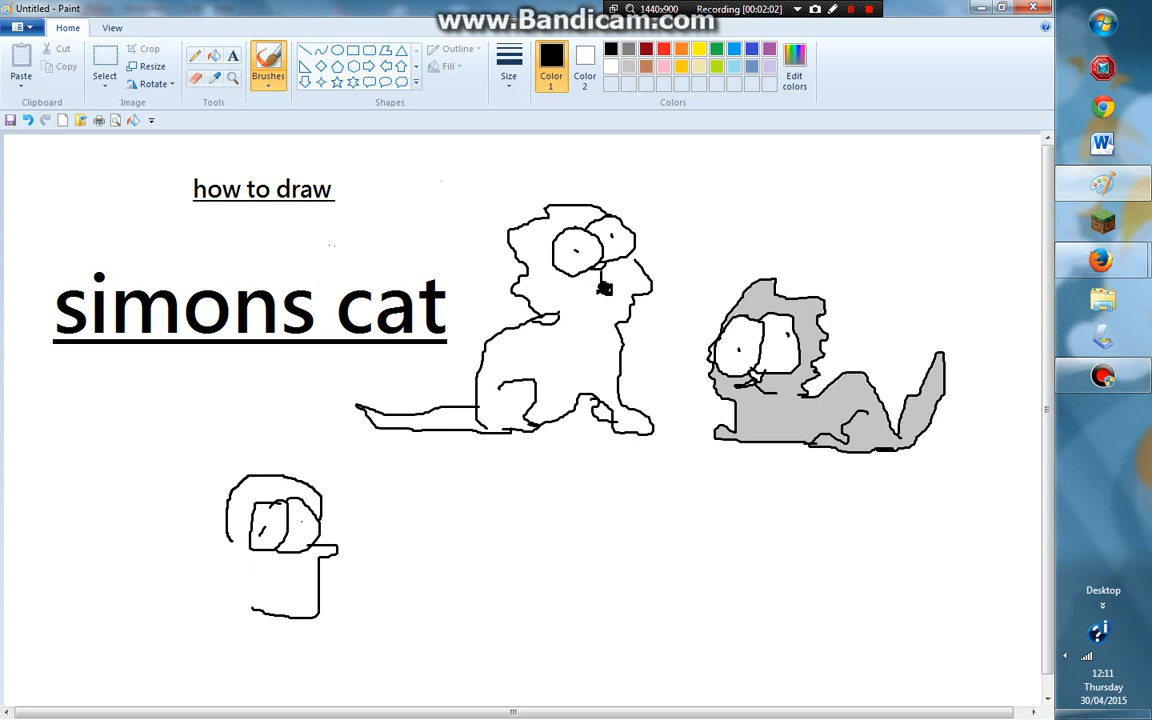 Untitled - Paint
1440x900
Recording [00:02:02]
www.Bandicam.com
Home
View
Paste
Cut
Copy
Clipboard
Select
Crop
Resize
Rotate
Image
A
Tools
Brushes
Shapes
Outline
Fill
Size
Color
1
Color
2
Edit
colors
Colors
how to draw
simons cat
W
Desktop
12:11
Thursday
30/04/2015